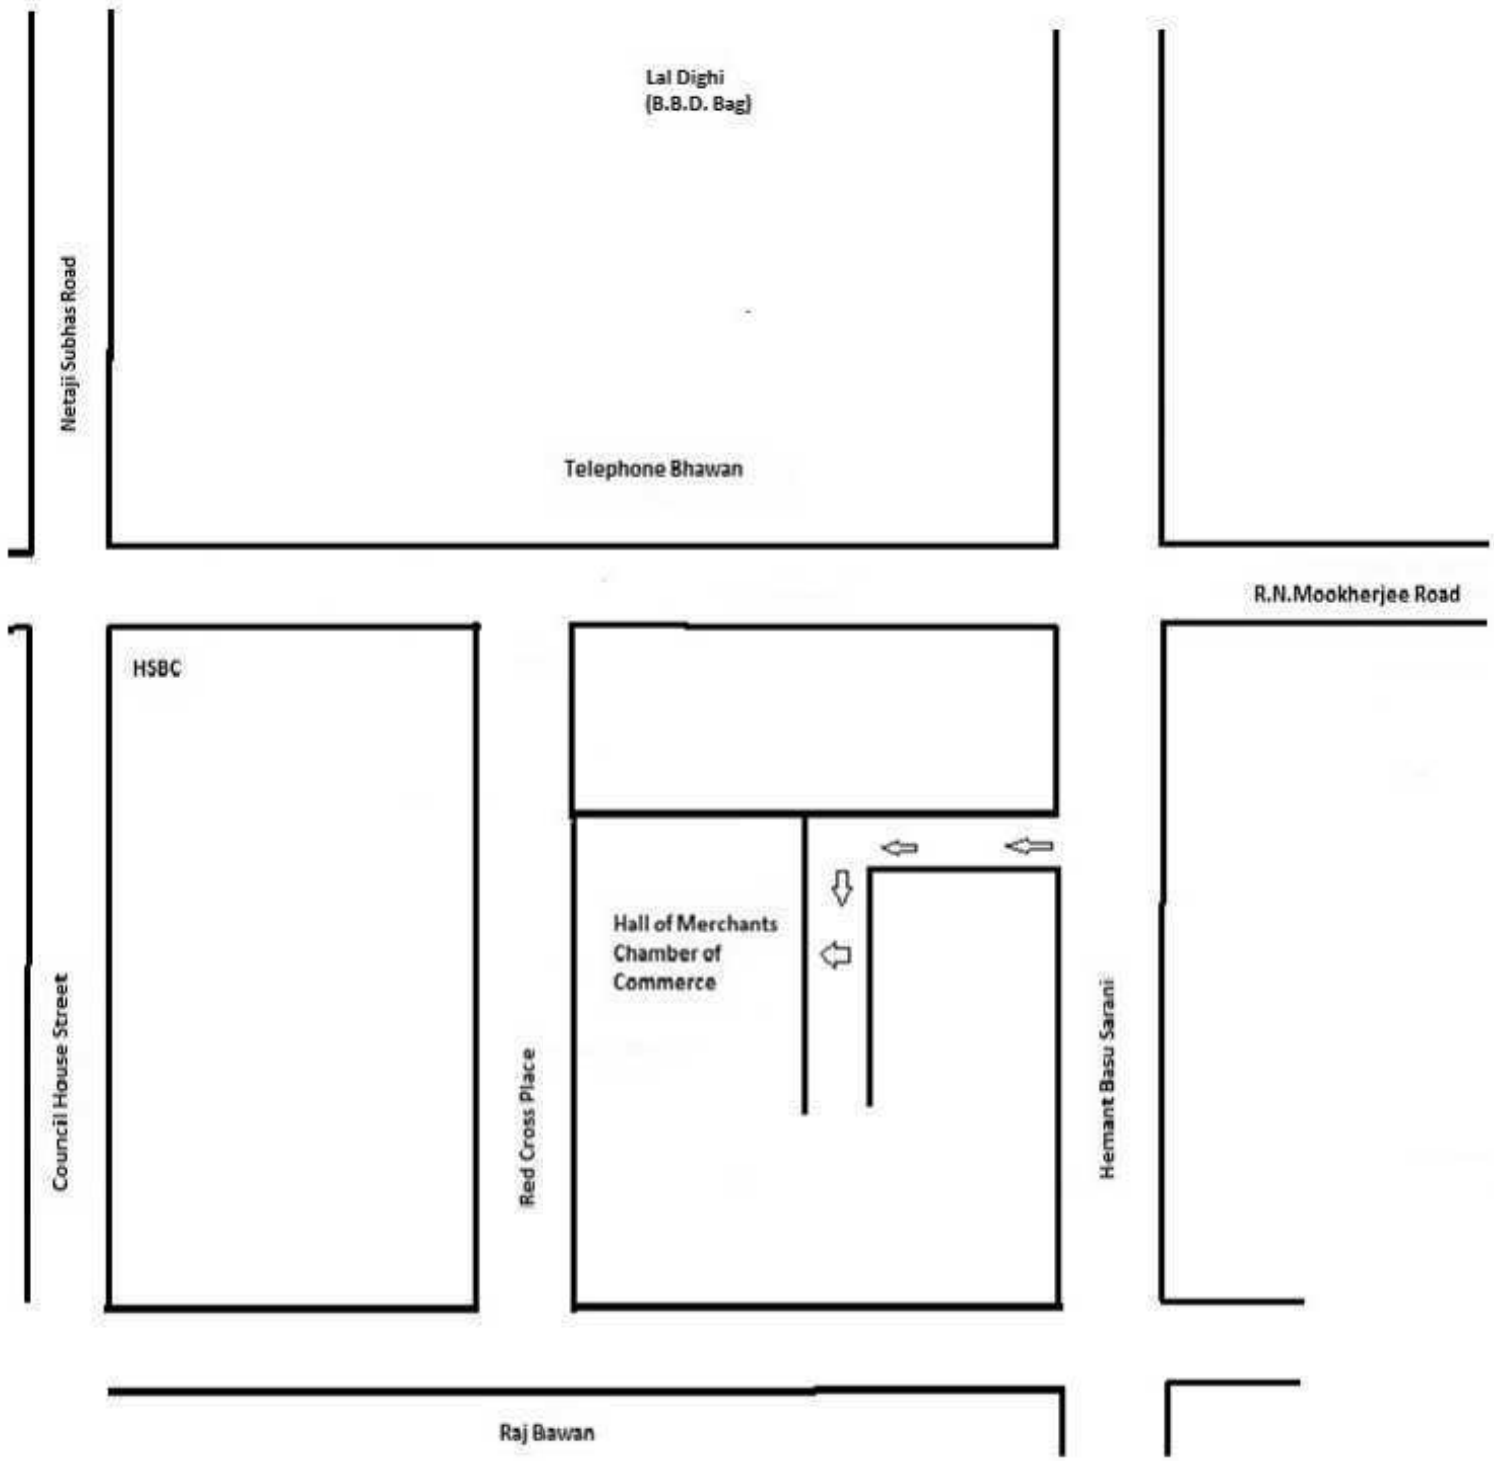 Lal Dighi
(B.B.D. Bag)
Netaji Subhas Road
Telephone Bhawan
R.N.Mookherjee Road
HSBC
Hall of Merchants
Chamber of
Commerce
Council House Street
Red Cross Place
Hemant Basu Sarani
Raj Bawan